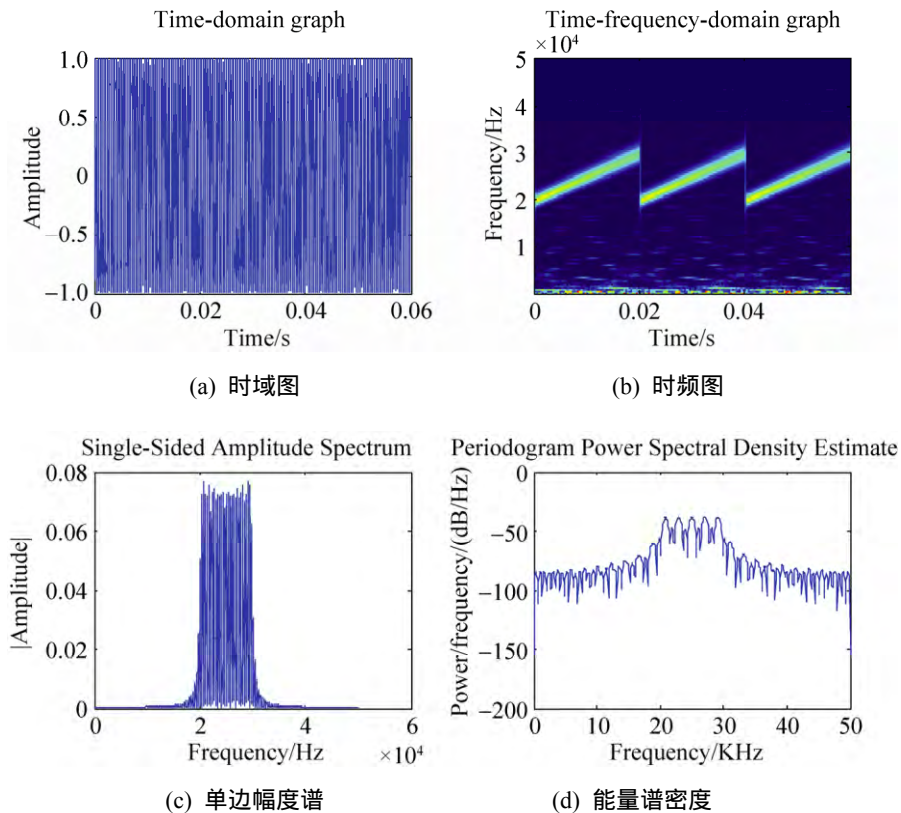 Time-domain graph
1.0
0.5
0
−0.5
−1.0
Amplitude
0 0.02 0.04 0.06
Time/s
(a) 时域图
Time-frequency-domain graph
×10⁴
5
4
3
2
1
Frequency/Hz
0 0.02 0.04
Time/s
(b) 时频图
Single-Sided Amplitude Spectrum
0.08
0.06
0.04
0.02
0
|Amplitude|
0 2 4 6
Frequency/Hz ×10⁴
(c) 单边幅度谱
Periodogram Power Spectral Density Estimate
0
−50
−100
−150
−200
Power/frequency/(dB/Hz)
0 10 20 30 40 50
Frequency/KHz
(d) 能量谱密度